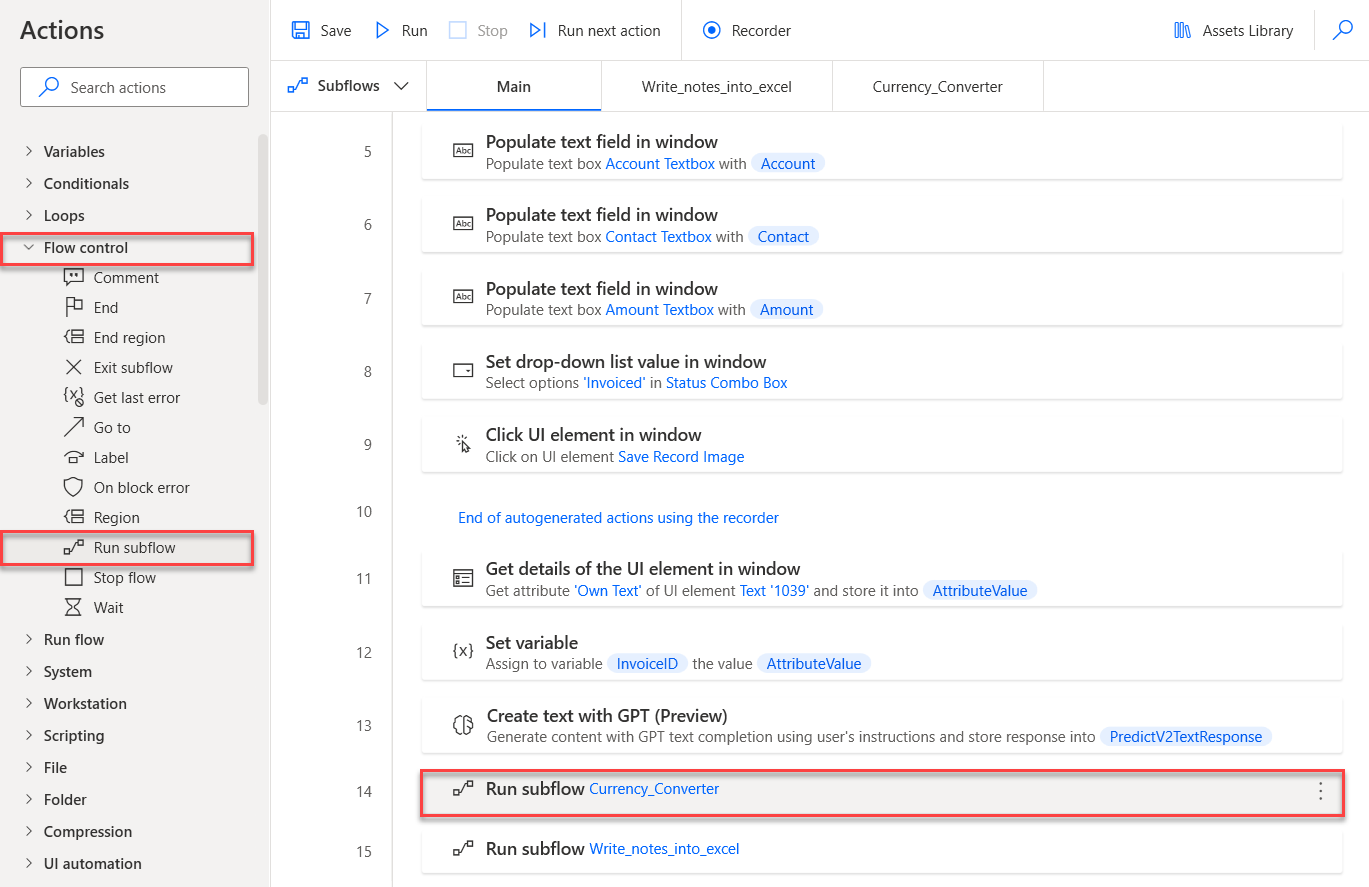 Actions
Search actions
Variables
Conditionals
Loops
Flow control
Comment
End
End region
Exit subflow
Get last error
Go to
Label
On block error
Region
Run subflow
Stop flow
Wait
Run flow
System
Workstation
Scripting
File
Folder
Compression
UI automation
Save Run Stop Run next action Recorder Assets Library
Subflows Main Write_notes_into_excel Currency_Converter
5 Abc Populate text field in window
Populate text box Account Textbox with Account
6 Abc Populate text field in window
Populate text box Contact Textbox with Contact
7 Abc Populate text field in window
Populate text box Amount Textbox with Amount
8 Set drop-down list value in window
Select options 'Invoiced' in Status Combo Box
9 Click UI element in window
Click on UI element Save Record Image
10 End of autogenerated actions using the recorder
11 Get details of the UI element in window
Get attribute 'Own Text' of UI element Text '1039' and store it into AttributeValue
12 {x} Set variable
Assign to variable InvoiceID the value AttributeValue
13 Create text with GPT (Preview)
Generate content with GPT text completion using user's instructions and store response into PredictV2TextResponse
14 Run subflow Currency_Converter
15 Run subflow Write_notes_into_excel